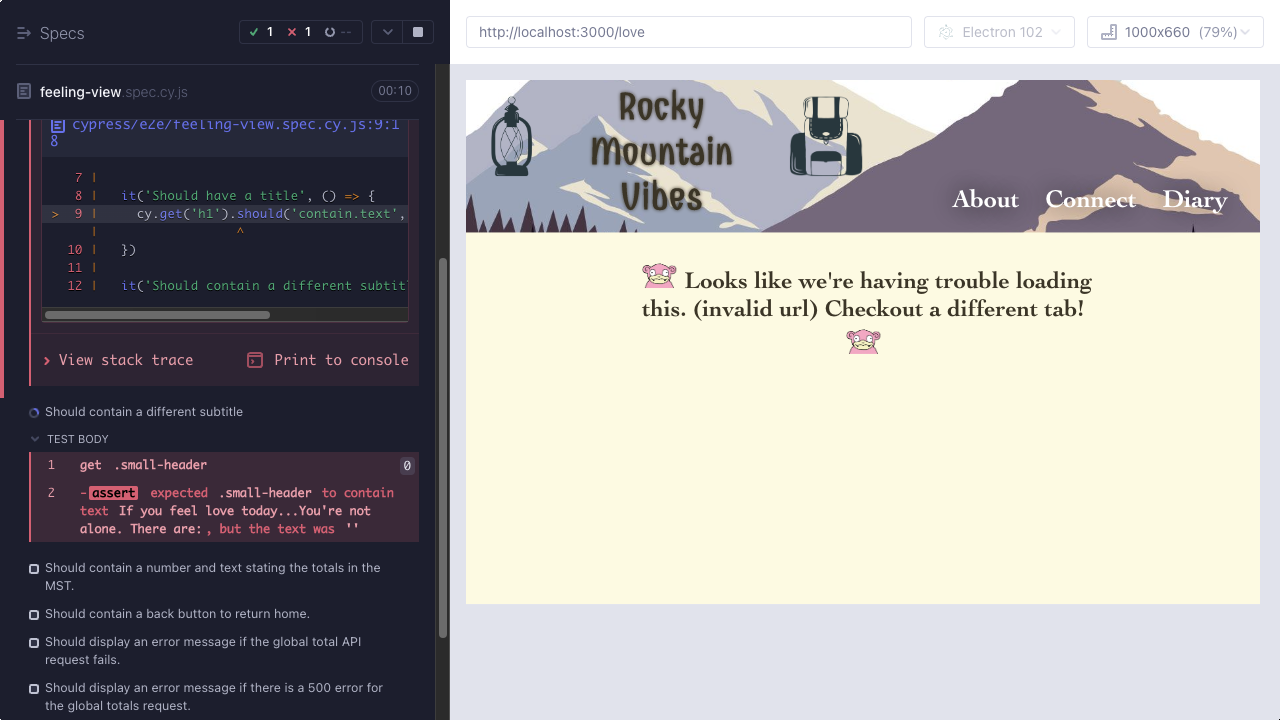 Specs
1 1 --
feeling-view.spec.cy.js 00:10
cypress/e2e/feeling-view.spec.cy.js:9:1
8
7 |
8 | it('Should have a title', () => {
> 9 | cy.get('h1').should('contain.text',
| ^
10 | })
11 |
12 | it('Should contain a different subtit
View stack trace Print to console
Should contain a different subtitle
TEST BODY
1 get .small-header 0
2 -assert expected .small-header to contain
text If you feel love today...You're not
alone. There are:, but the text was ''
Should contain a number and text stating the totals in the
MST.
Should contain a back button to return home.
Should display an error message if the global total API
request fails.
Should display an error message if there is a 500 error for
the global totals request.
http://localhost:3000/love
Electron 102
1000x660 (79%)
Rocky
Mountain
Vibes
About Connect Diary
Looks like we're having trouble loading
this. (invalid url) Checkout a different tab!